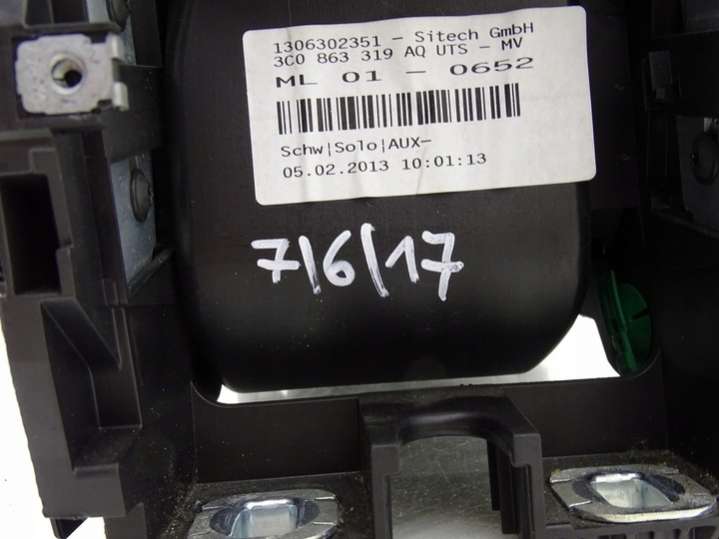 1306302351 – Sitech GmbH
3C0 863 319 AQ UTS – MV
ML 01 – 0652
Schw|Solo|AUX–
05.02.2013 10:01:13
7/6/17